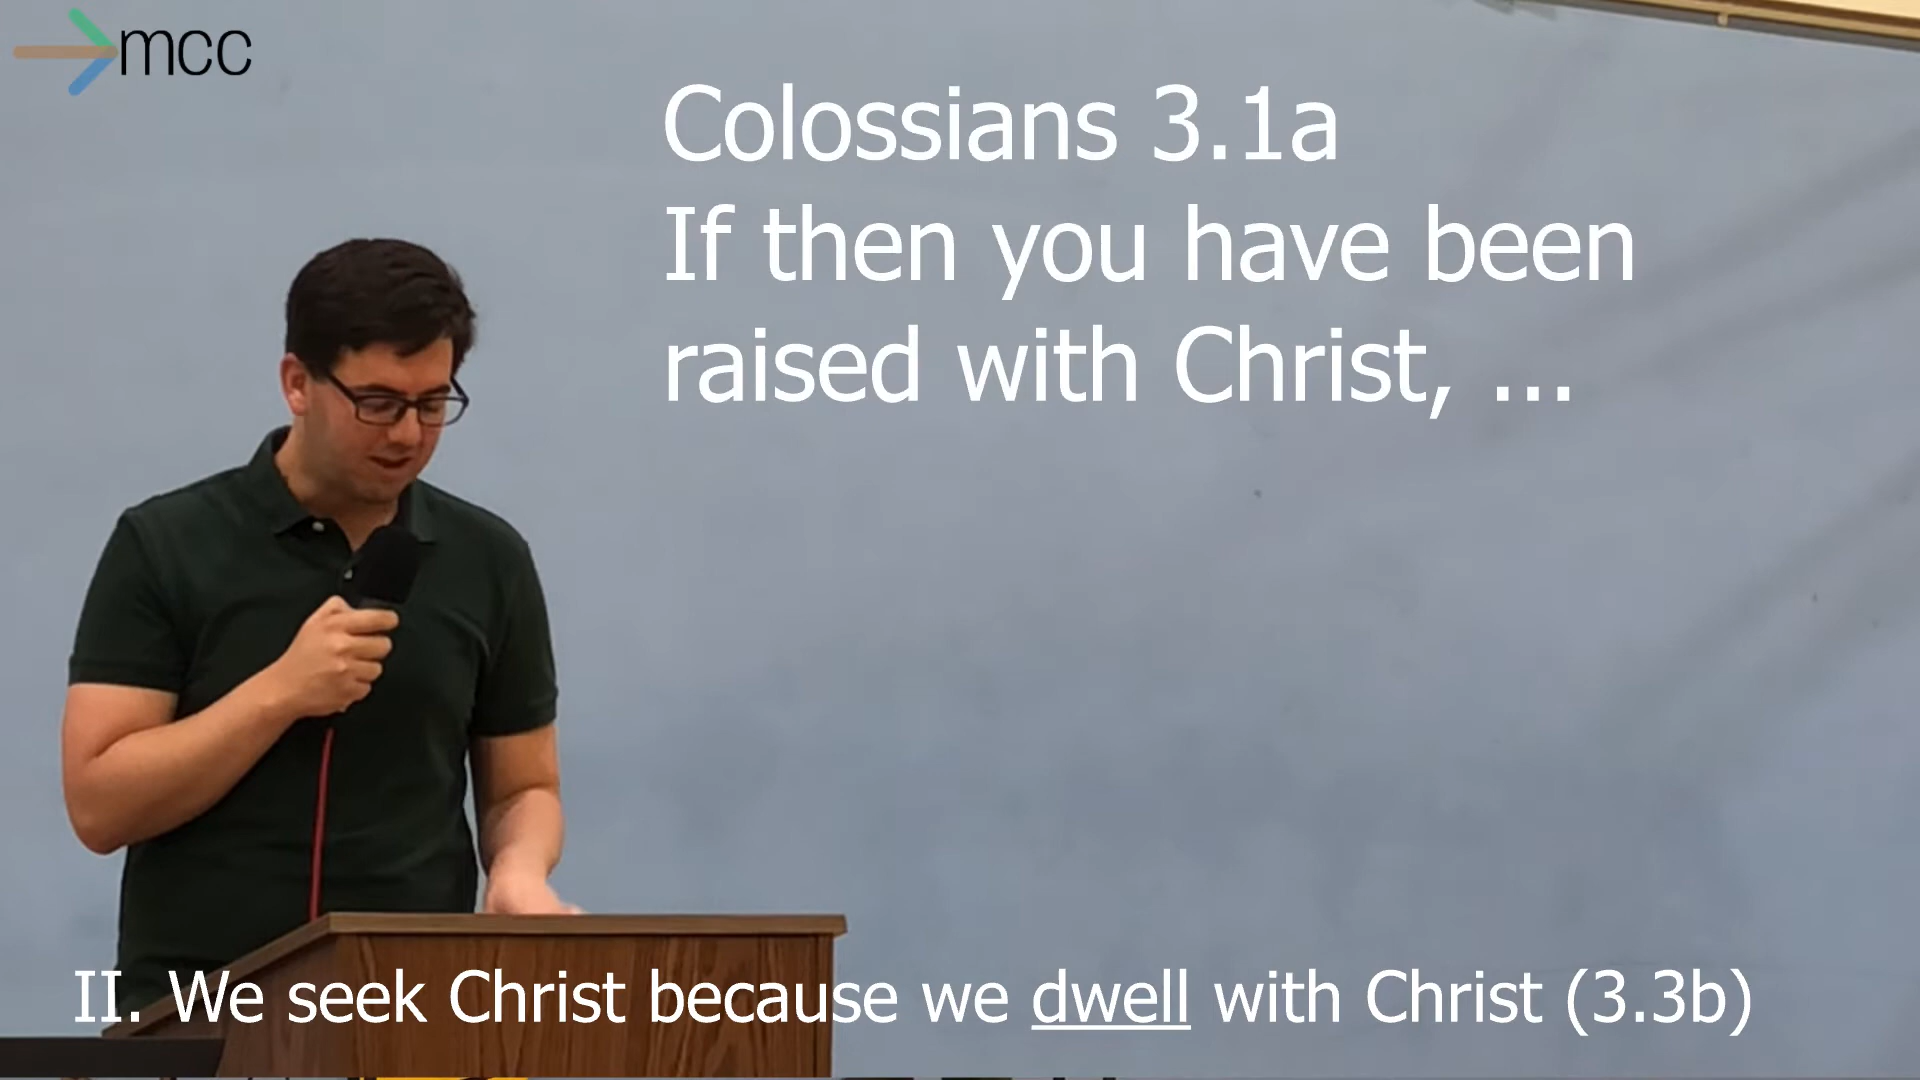 mcc
Colossians 3.1a
If then you have been
raised with Christ, ...
II. We seek Christ because we dwell with Christ (3.3b)